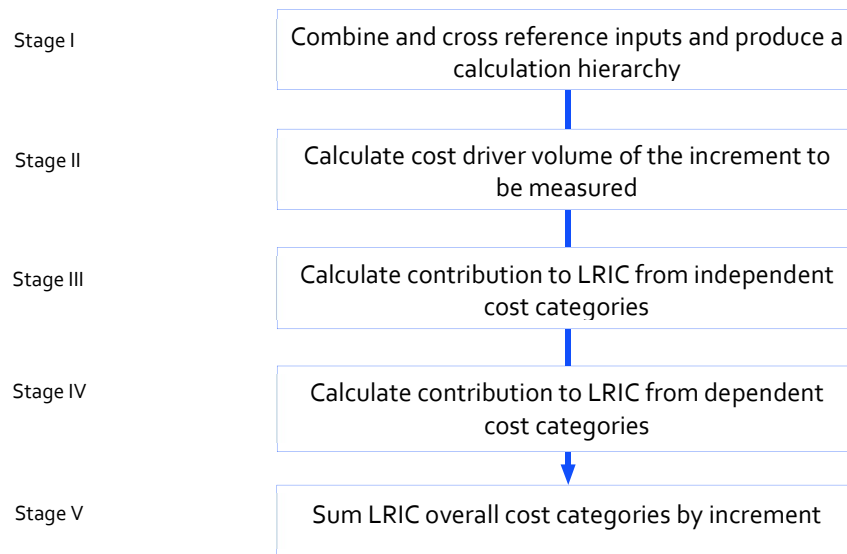 Stage I
Combine and cross reference inputs and produce a
calculation hierarchy
Stage II
Calculate cost driver volume of the increment to
be measured
Stage III
Calculate contribution to LRIC from independent
cost categories
Stage IV
Calculate contribution to LRIC from dependent
cost categories
Stage V
Sum LRIC overall cost categories by increment